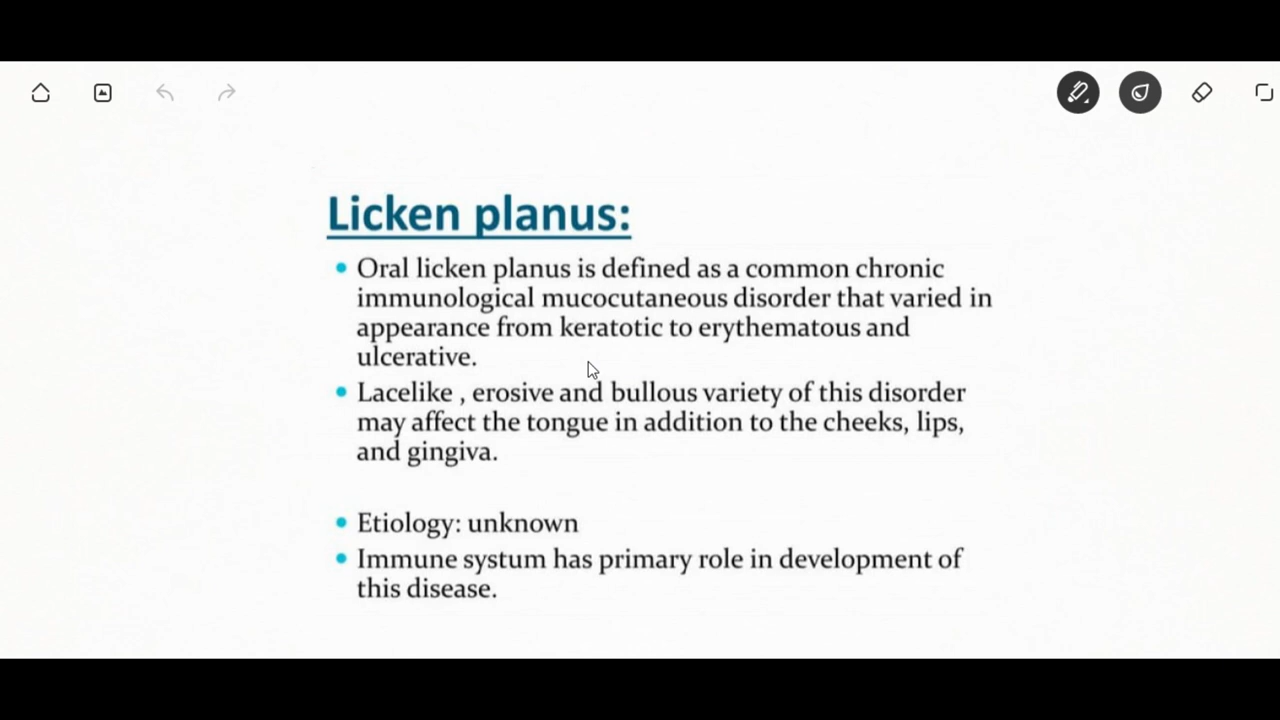 Licken planus:
Oral licken planus is defined as a common chronic
immunological mucocutaneous disorder that varied in
appearance from keratotic to erythematous and
ulcerative.
Lacelike , erosive and bullous variety of this disorder
may affect the tongue in addition to the cheeks, lips,
and gingiva.
Etiology: unknown
Immune systum has primary role in development of
this disease.